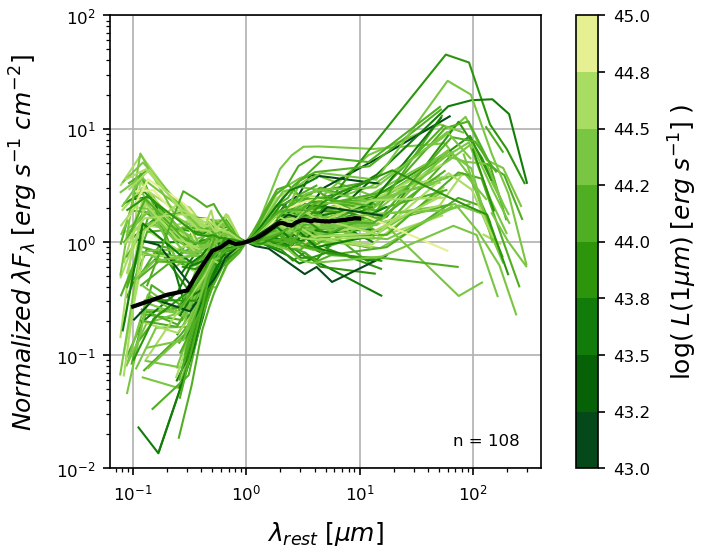 Normalized λF_λ [erg s^{-1} cm^{-2}]
10^2
10^1
10^0
10^{-1}
10^{-2}
n = 108
10^{-1} 10^0 10^1 10^2
λ_{rest} [μm]
45.0
44.8
44.5
44.2
44.0
43.8
43.5
43.2
43.0
log( L(1μm) [erg s^{-1}] )